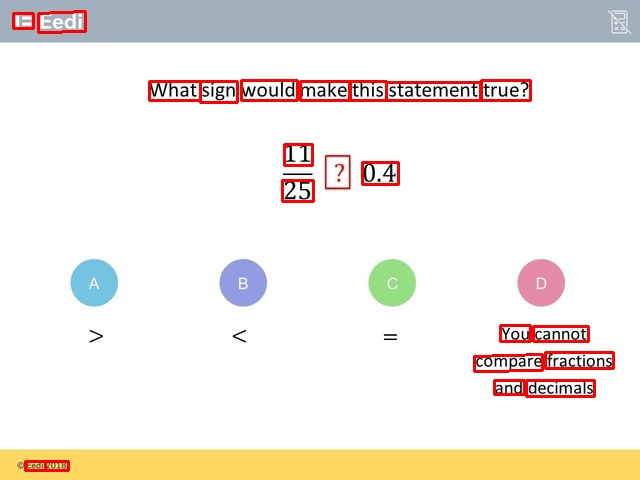 Eedi
What sign would make this statement true?
11
25
? 0.4
A B C D
> < = You cannot
compare fractions
and decimals
© Eedi 2018